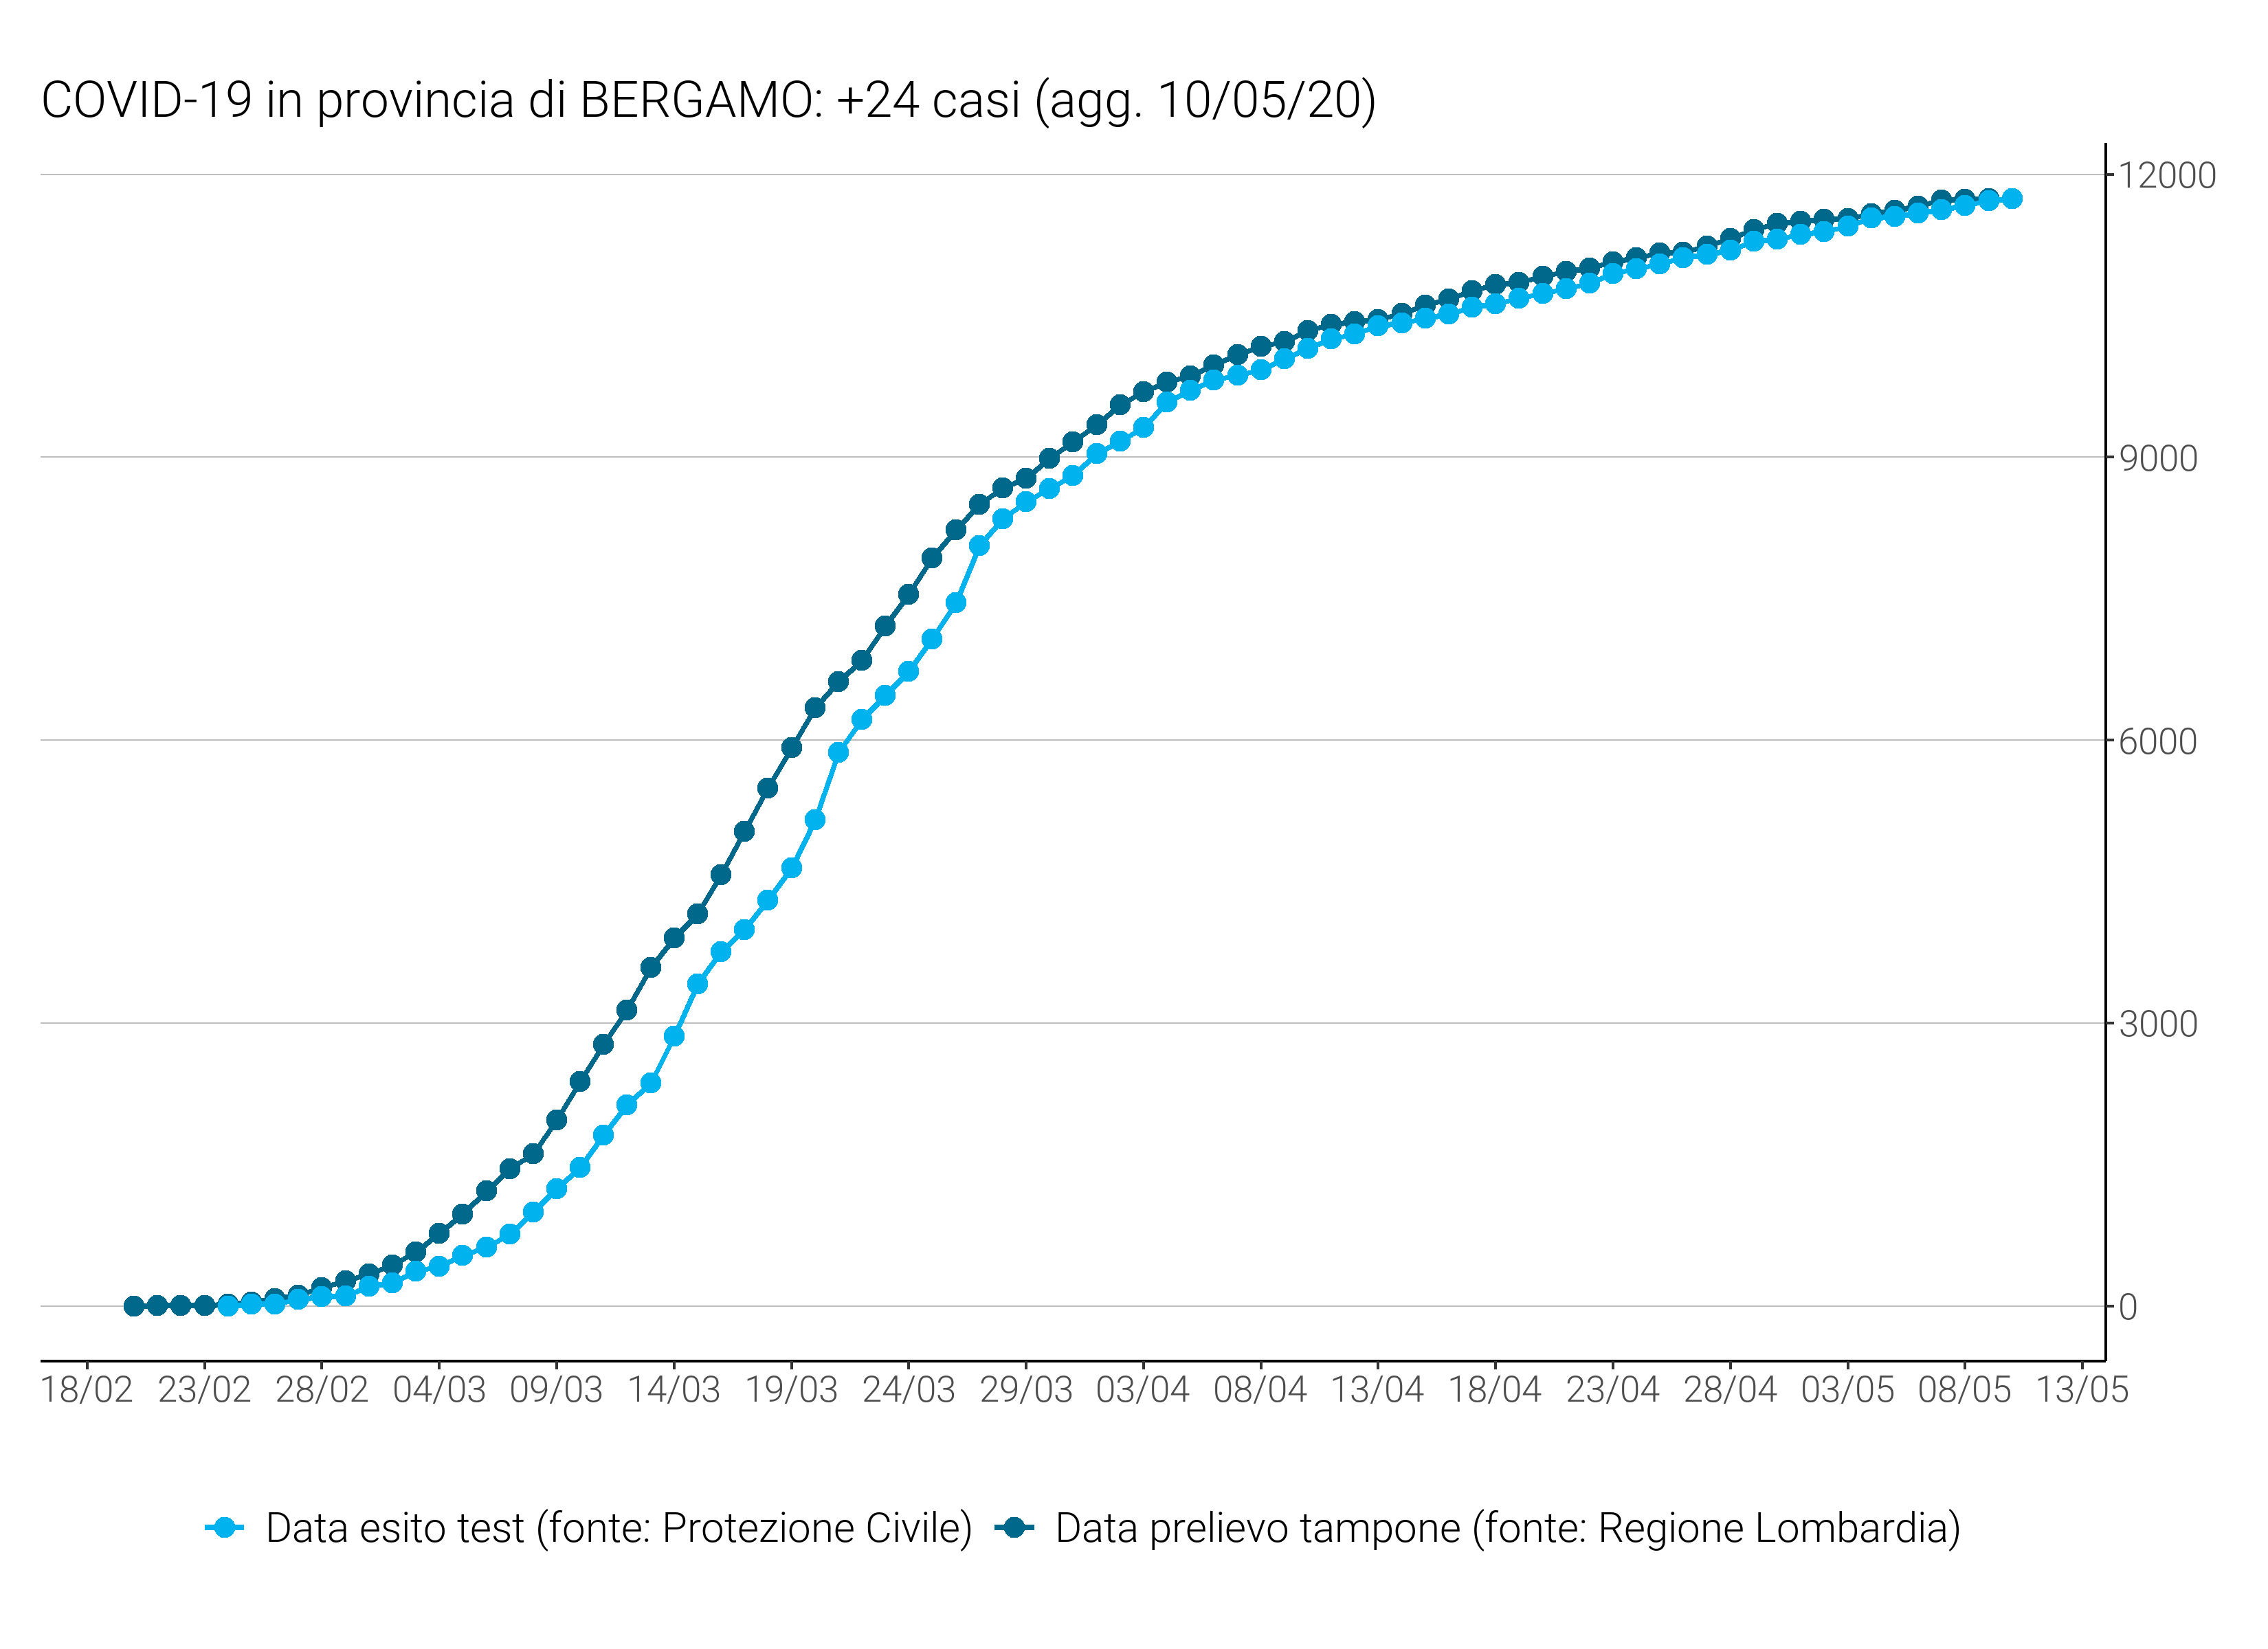 COVID-19 in provincia di BERGAMO: +24 casi (agg. 10/05/20)
12000
9000
6000
3000
0
18/02 23/02 28/02 04/03 09/03 14/03 19/03 24/03 29/03 03/04 08/04 13/04 18/04 23/04 28/04 03/05 08/05 13/05
Data esito test (fonte: Protezione Civile) Data prelievo tampone (fonte: Regione Lombardia)